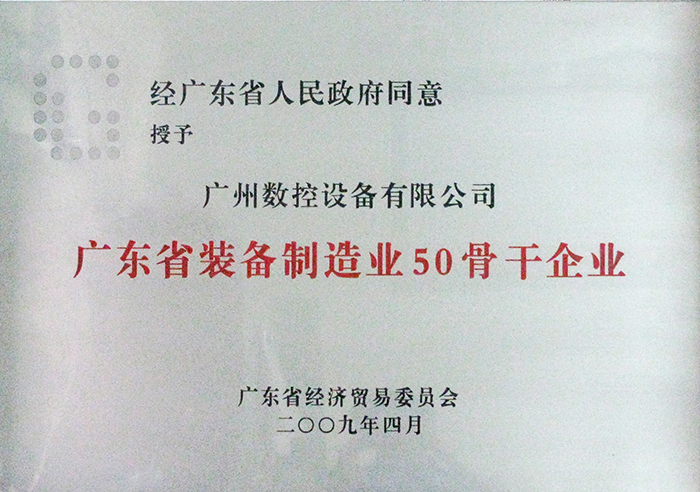 经广东省人民政府同意
授予
广州数控设备有限公司
广东省装备制造业50骨干企业
广东省经济贸易委员会
二〇〇九年四月